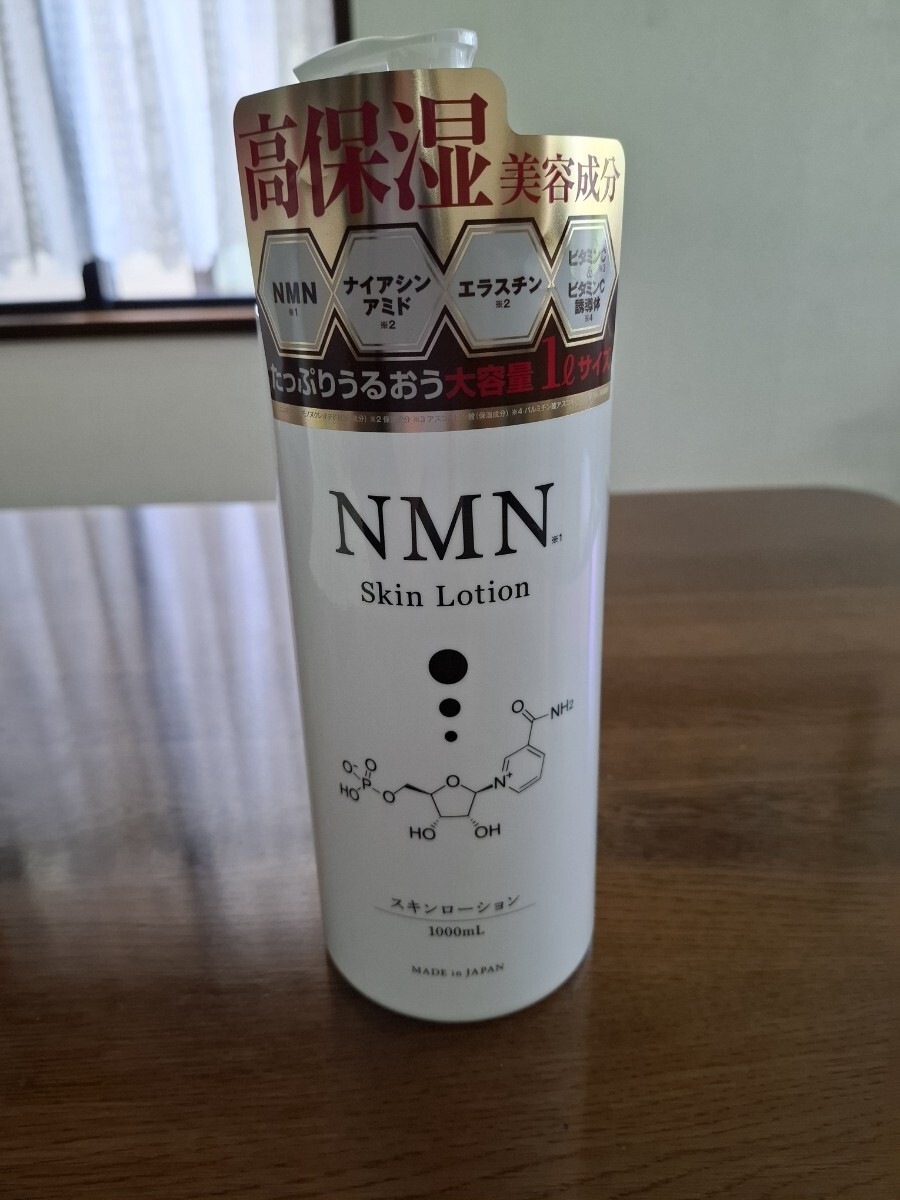 高保湿 美容成分
NMN
※1
ナイアシン
アミド
※2
エラスチン
※2
ビタミンC
※3
&
ビタミンC
誘導体
※4
たっぷりうるおう大容量1ℓサイズ
NMN※1
Skin Lotion
O
NH2
O-
O
HO
P
O
O
N+
HO
OH
スキンローション
1000mL
MADE in JAPAN